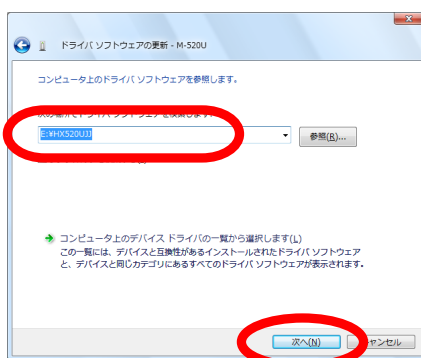 ドライバ ソフトウェアの更新 - M-520U
コンピュータ上のドライバ ソフトウェアを参照します。
E:¥HX520UJJ
参照(R)...
コンピュータ上のデバイス ドライバの一覧から選択します(L)
この一覧には、デバイスと互換性があるインストールされたドライバ ソフトウェア
と、デバイスと同じカテゴリにあるすべてのドライバ ソフトウェアが表示されます。
次へ(N)
キャンセル